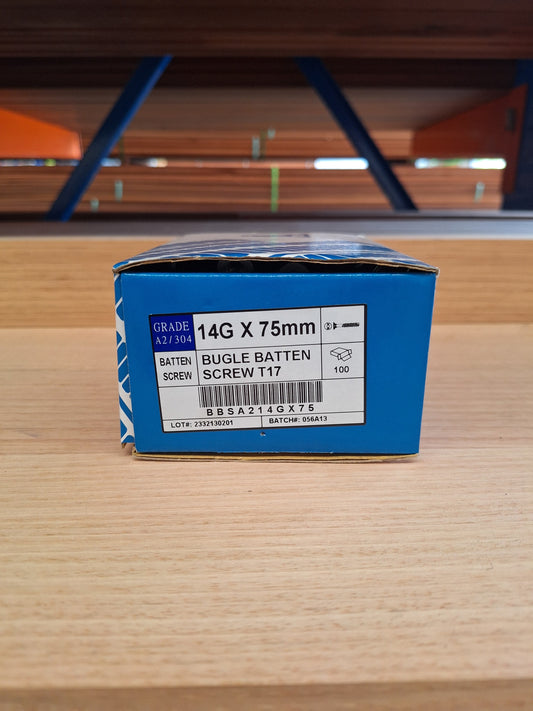 GRADE
A2/304
14G X 75mm
BATTEN
SCREW
BUGLE BATTEN
SCREW T17
100
BBSA214GX75
LOT#: 2332130201
BATCH#: 056A13